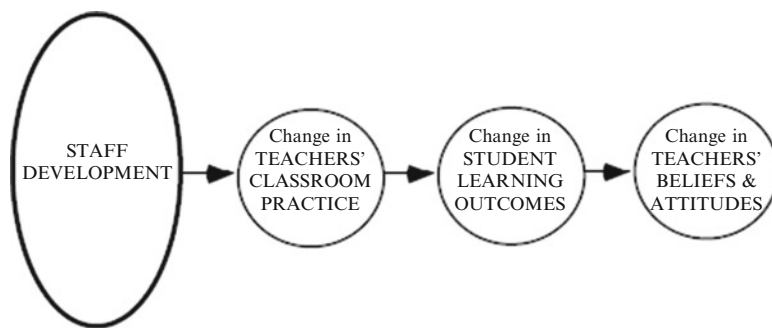 STAFF
DEVELOPMENT
Change in
TEACHERS'
CLASSROOM
PRACTICE
Change in
STUDENT
LEARNING
OUTCOMES
Change in
TEACHERS'
BELIEFS &
ATTITUDES